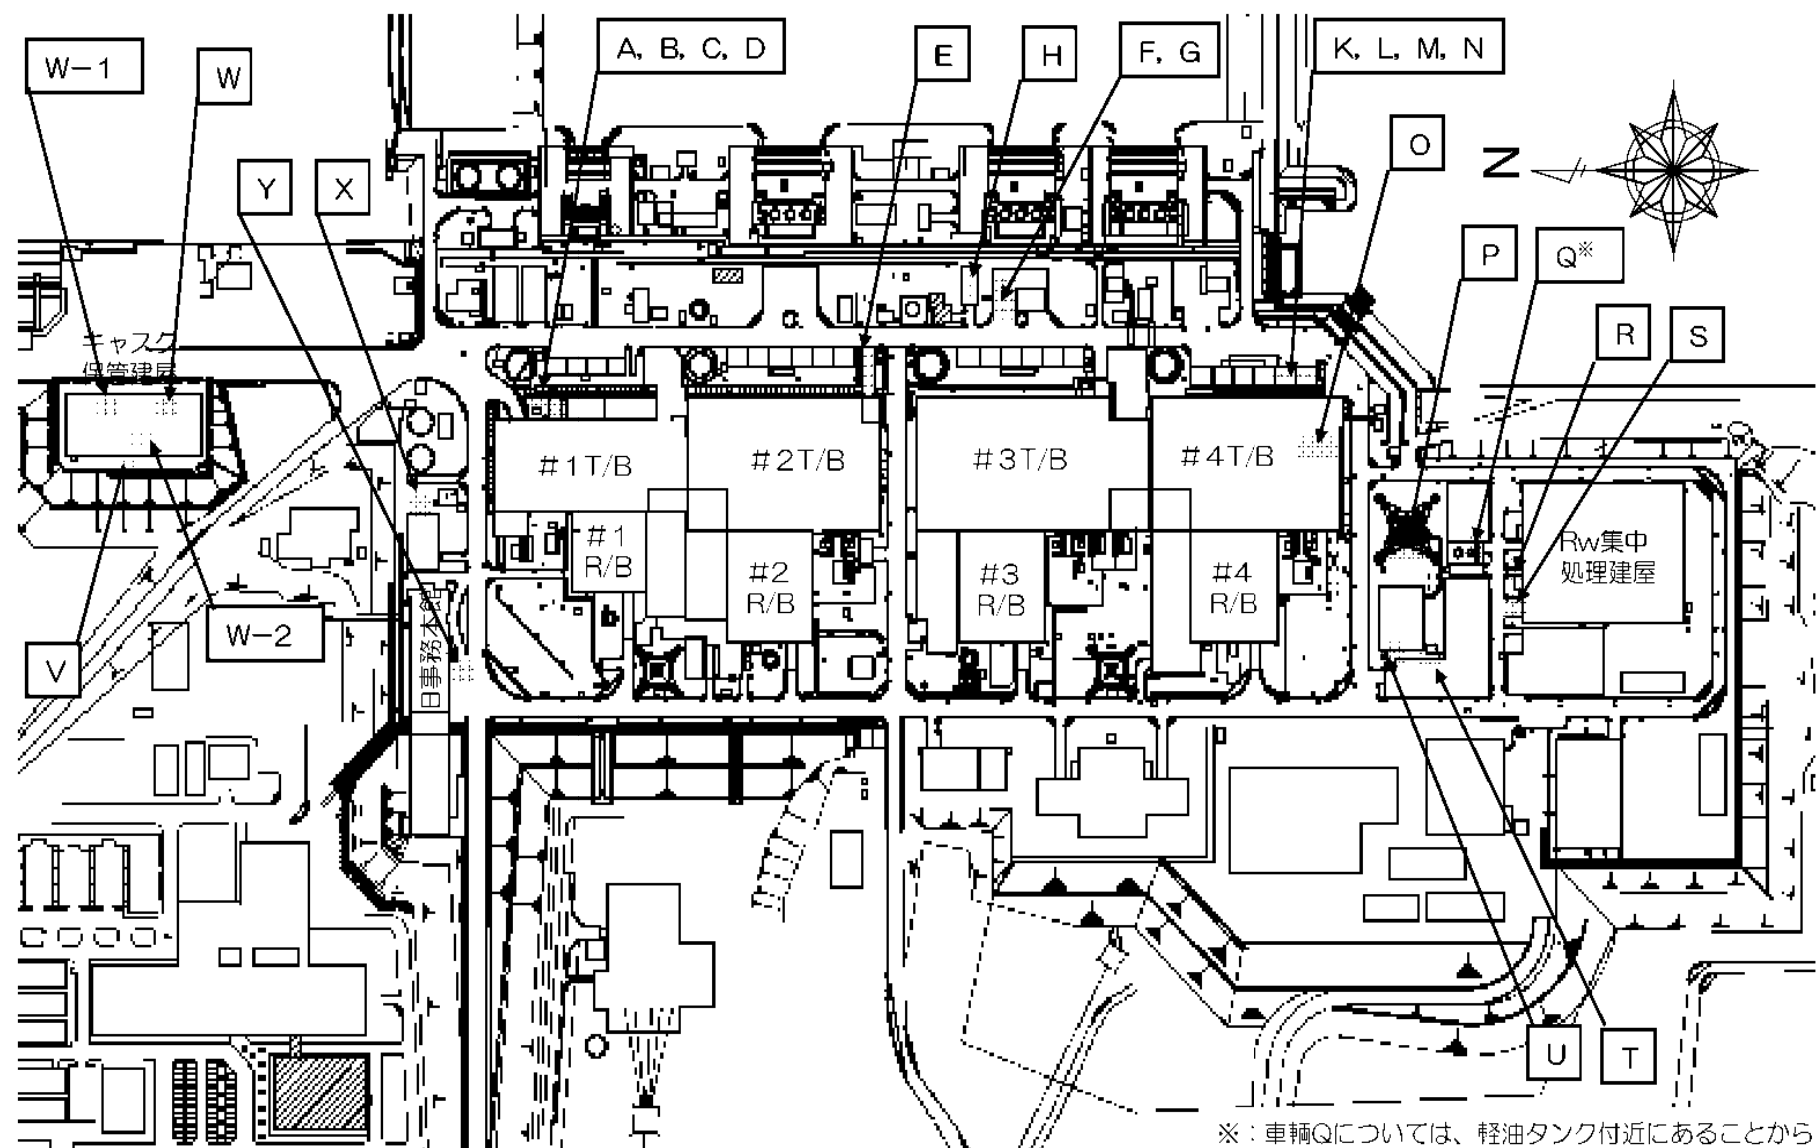 W-1
W
A, B, C, D
E
H
F, G
K, L, M, N
O
N
Y
X
P
Q※
R
S
キャスク
保管建屋
#1T/B
#2T/B
#3T/B
#4T/B
#1
R/B
#2
R/B
#3
R/B
#4
R/B
Rw集中
処理建屋
旧事務本館
V
W-2
U
T
※：車輌Qについては、軽油タンク付近にあることから